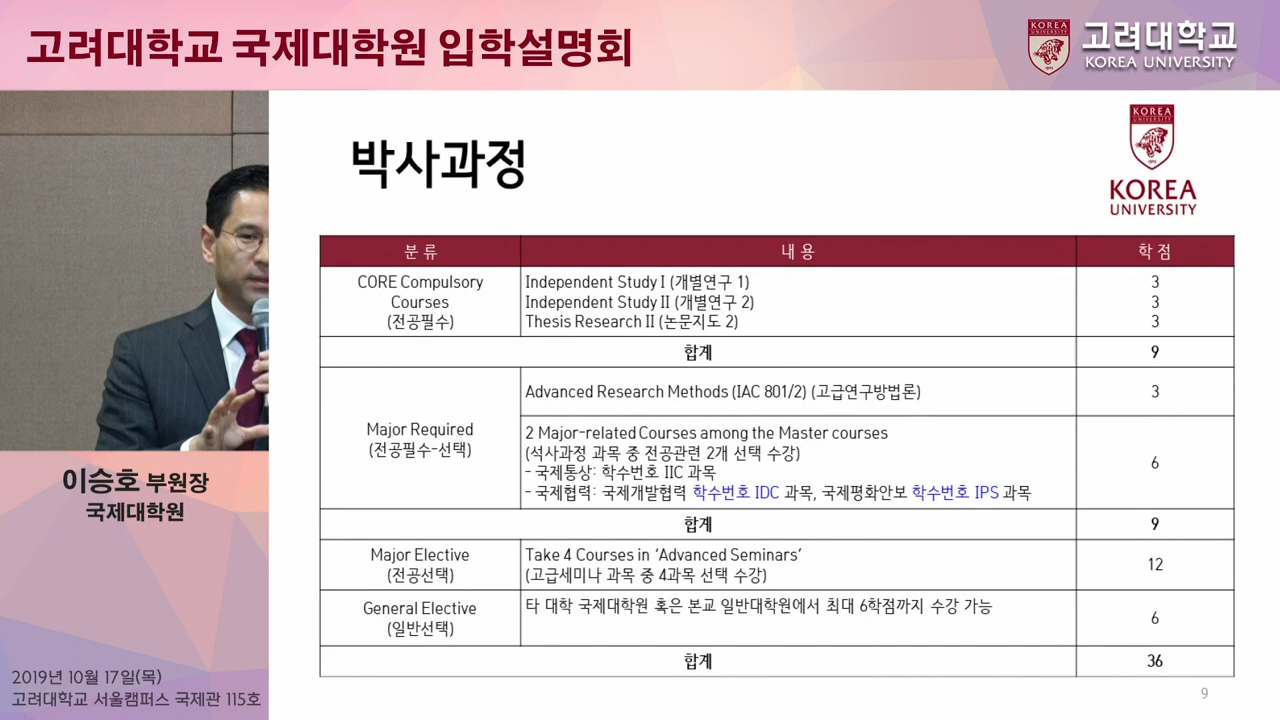 고려대학교 국제대학원 입학설명회
KOREA
UNIVERSITY
1905
고려대학교
KOREA UNIVERSITY
박사과정
KOREA
UNIVERSITY
1905
KOREA
UNIVERSITY
분 류 내 용 학 점
CORE Compulsory
Courses
(전공필수)
Independent Study I (개별연구 1) 3
Independent Study II (개별연구 2) 3
Thesis Research II (논문지도 2) 3
합계 9
Major Required
(전공필수-선택)
Advanced Research Methods (IAC 801/2) (고급연구방법론) 3
2 Major-related Courses among the Master courses
(석사과정 과목 중 전공관련 2개 선택 수강)
- 국제통상: 학수번호 IIC 과목
- 국제협력: 국제개발협력 학수번호 IDC 과목, 국제평화안보 학수번호 IPS 과목
6
합계 9
Major Elective
(전공선택)
Take 4 Courses in ‘Advanced Seminars’
(고급세미나 과목 중 4과목 선택 수강)
12
General Elective
(일반선택)
타 대학 국제대학원 혹은 본교 일반대학원에서 최대 6학점까지 수강 가능
6
합계 36
9
이승호 부원장
국제대학원
2019년 10월 17일(목)
고려대학교 서울캠퍼스 국제관 115호